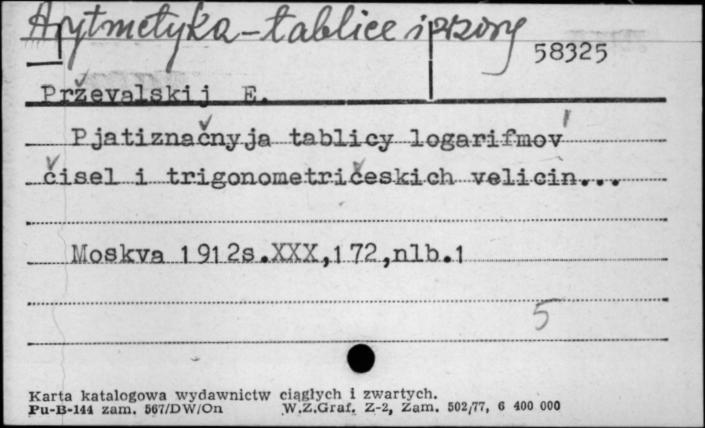 Arytmetyka - tablice i wzory
58325
Prževalskij E.
Pjatiznačnyja tablicy logarifmov'
čisel i trigonometričeskich velicin...
Moskva 1912s.XXX,172,nlb.1
5
Karta katalogowa wydawnictw ciągłych i zwartych.
Pu-B-144 zam. 567/DW/On W.Z.Graf. Z-2, Zam. 502/77, 6 400 000